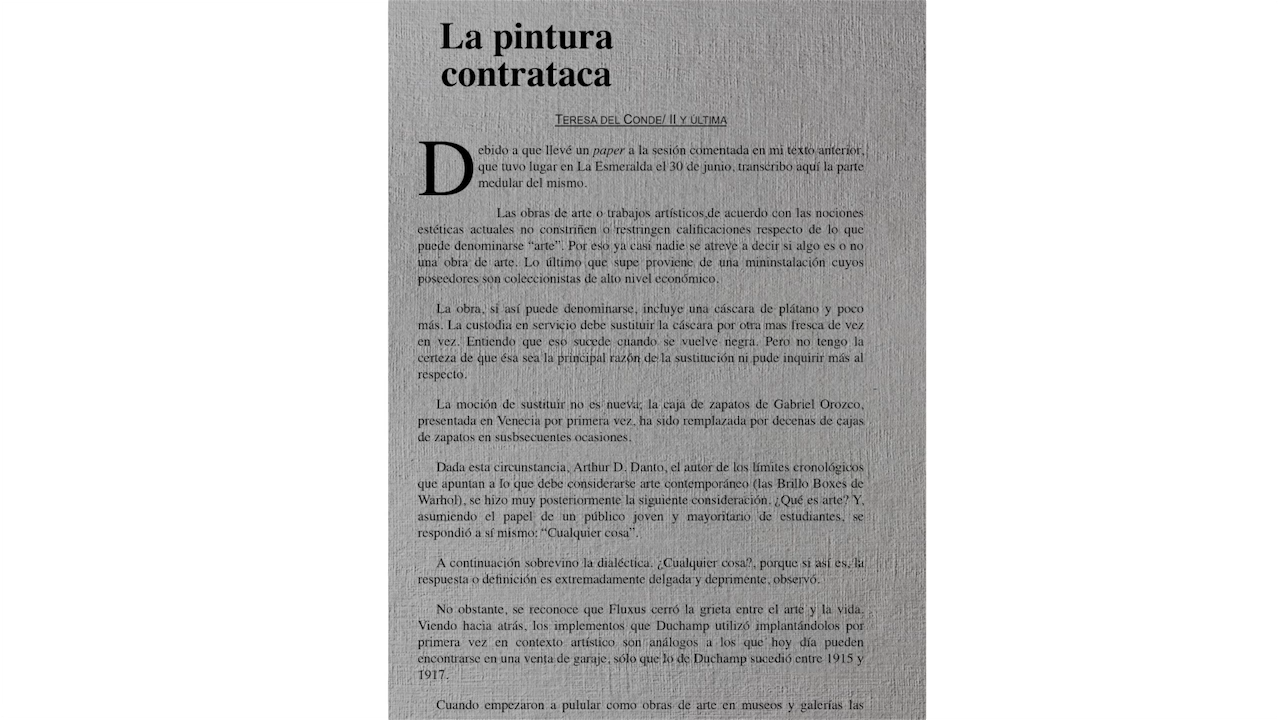 La pintura
contrataca
TERESA DEL CONDE/ II Y ÚLTIMA
Debido a que llevé un paper a la sesión comentada en mi texto anterior,
que tuvo lugar en La Esmeralda el 30 de junio, transcribo aquí la parte
medular del mismo.
Las obras de arte o trabajos artísticos,de acuerdo con las nociones
estéticas actuales no constriñen o restringen calificaciones respecto de lo que
puede denominarse “arte”. Por eso ya casi nadie se atreve a decir si algo es o no
una obra de arte. Lo último que supe proviene de una mininstalación cuyos
poseedores son coleccionistas de alto nivel económico.
La obra, si así puede denominarse, incluye una cáscara de plátano y poco
más. La custodia en servicio debe sustituir la cáscara por otra mas fresca de vez
en vez. Entiendo que eso sucede cuando se vuelve negra. Pero no tengo la
certeza de que ésa sea la principal razón de la sustitución ni pude inquirir más al
respecto.
La moción de sustituir no es nueva; la caja de zapatos de Gabriel Orozco,
presentada en Venecia por primera vez, ha sido remplazada por decenas de cajas
de zapatos en susbsecuentes ocasiones.
Dada esta circunstancia, Arthur D. Danto, el autor de los límites cronológicos
que apuntan a lo que debe considerarse arte contemporáneo (las Brillo Boxes de
Warhol), se hizo muy posteriormente la siguiente consideración. ¿Qué es arte? Y,
asumiendo el papel de un público joven y mayoritario de estudiantes, se
respondió a sí mismo: “Cualquier cosa”.
A continuación sobrevino la dialéctica. ¿Cualquier cosa?, porque si así es, la
respuesta o definición es extremadamente delgada y deprimente, observó.
No obstante, se reconoce que Fluxus cerró la grieta entre el arte y la vida.
Viendo hacia atrás, los implementos que Duchamp utilizó implantándolos por
primera vez en contexto artístico son análogos a los que hoy día pueden
encontrarse en una venta de garaje, sólo que lo de Duchamp sucedió entre 1915 y
1917.
Cuando empezaron a pulular como obras de arte en museos y galerías las